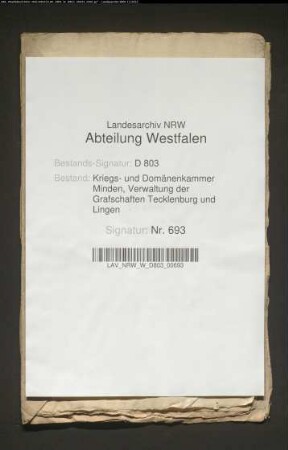 Landesarchiv NRW
Abteilung Westfalen
Bestands-Signatur: D 803
Bestand: Kriegs- und Domänenkammer
Minden, Verwaltung der
Grafschaften Tecklenburg und
Lingen
Signatur: Nr. 693
LAV_NRW_W_D803_00693